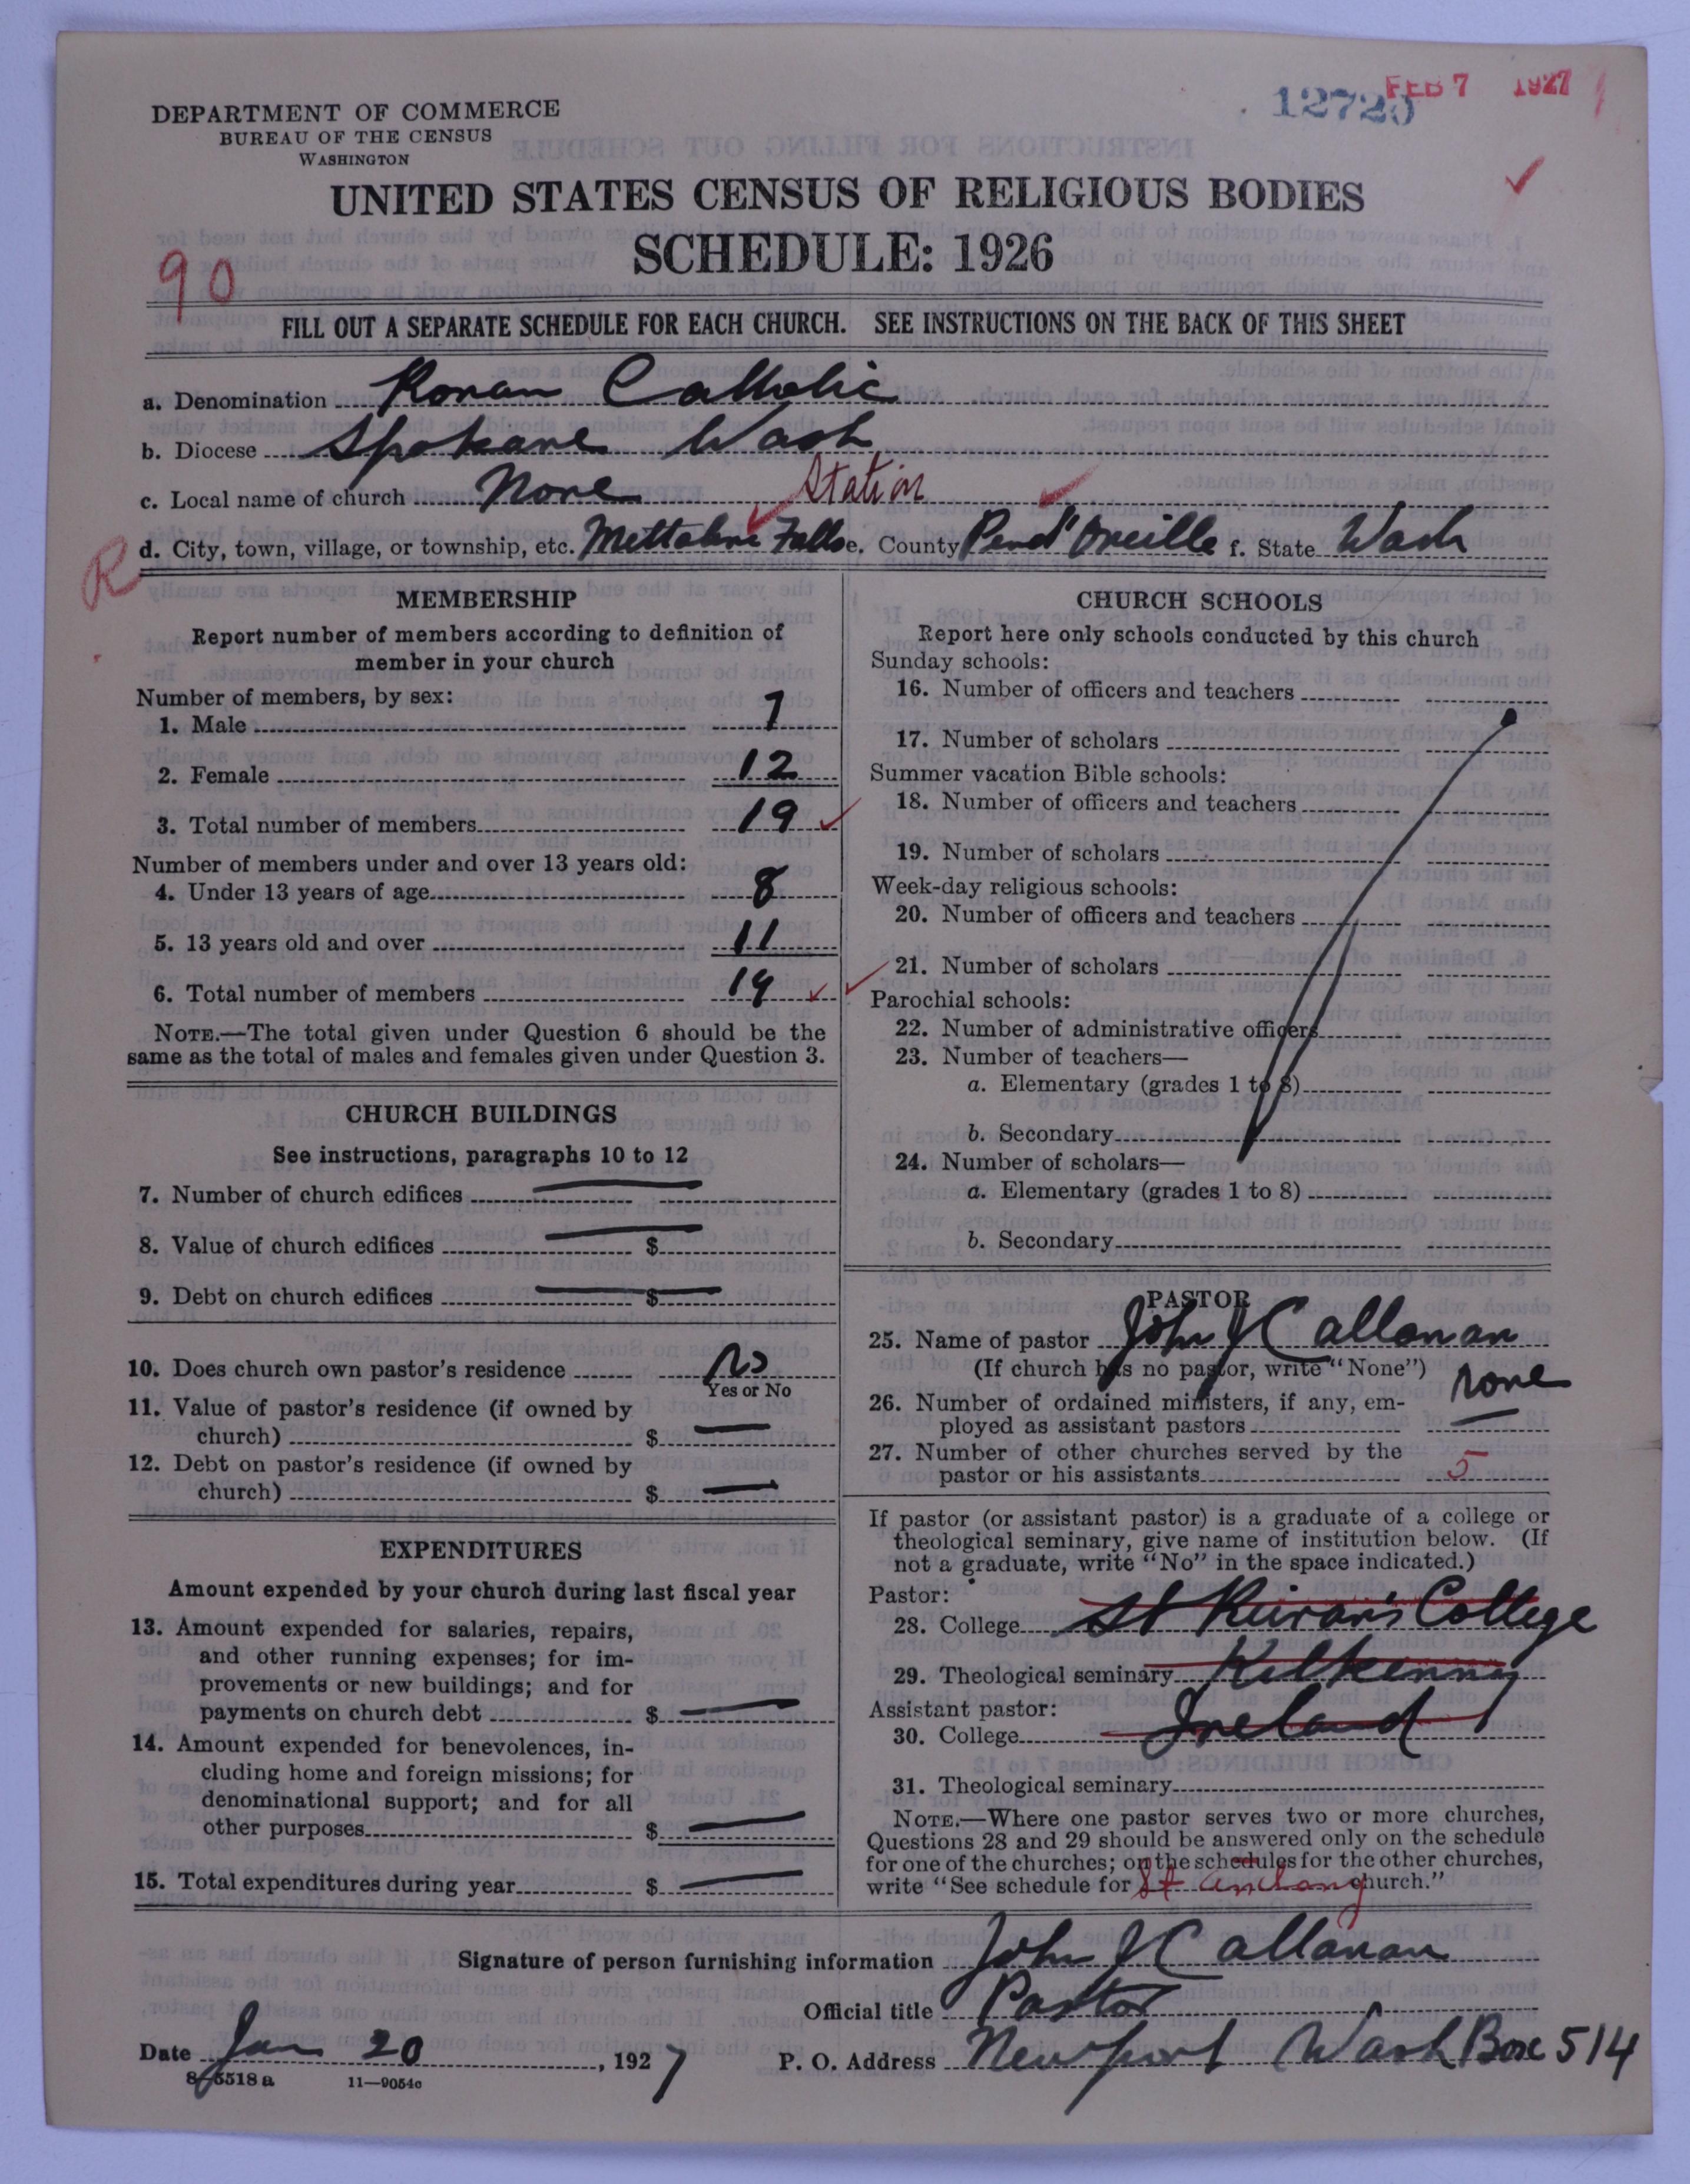 12720 FEB 7 1927
DEPARTMENT OF COMMERCE
BUREAU OF THE CENSUS
WASHINGTON
UNITED STATES CENSUS OF RELIGIOUS BODIES
SCHEDULE: 1926
90
FILL OUT A SEPARATE SCHEDULE FOR EACH CHURCH. SEE INSTRUCTIONS ON THE BACK OF THIS SHEET
a. Denomination Roman Catholic
b. Diocese Spokane Wash
c. Local name of church None Station
R
d. City, town, village, or township, etc. Mettaline Falls e. County Pend'Oreille f. State Wash
MEMBERSHIP
Report number of members according to definition of
member in your church
Number of members, by sex:
1. Male 7
2. Female 12
3. Total number of members 19
Number of members under and over 13 years old:
4. Under 13 years of age 8
5. 13 years old and over 11
6. Total number of members 19
NOTE.—The total given under Question 6 should be the
same as the total of males and females given under Question 3.
CHURCH BUILDINGS
See instructions, paragraphs 10 to 12
7. Number of church edifices —
8. Value of church edifices — $
9. Debt on church edifices — $
10. Does church own pastor's residence No
Yes or No
11. Value of pastor's residence (if owned by
church) $ —
12. Debt on pastor's residence (if owned by
church) $ —
EXPENDITURES
Amount expended by your church during last fiscal year
13. Amount expended for salaries, repairs,
and other running expenses; for im-
provements or new buildings; and for
payments on church debt $ —
14. Amount expended for benevolences, in-
cluding home and foreign missions; for
denominational support; and for all
other purposes $ —
15. Total expenditures during year $ —
CHURCH SCHOOLS
Report here only schools conducted by this church
Sunday schools:
16. Number of officers and teachers
17. Number of scholars
Summer vacation Bible schools:
18. Number of officers and teachers
19. Number of scholars
Week-day religious schools:
20. Number of officers and teachers
21. Number of scholars
Parochial schools:
22. Number of administrative officers
23. Number of teachers—
a. Elementary (grades 1 to 8)
b. Secondary
24. Number of scholars—
a. Elementary (grades 1 to 8)
b. Secondary
PASTOR
25. Name of pastor John J Callanan
(If church has no pastor, write "None")
26. Number of ordained ministers, if any, em-
ployed as assistant pastors none
27. Number of other churches served by the
pastor or his assistants 5
If pastor (or assistant pastor) is a graduate of a college or
theological seminary, give name of institution below. (If
not a graduate, write "No" in the space indicated.)
Pastor:
28. College St Kieran's College
29. Theological seminary Kilkenny
Assistant pastor:
30. College Ireland
31. Theological seminary
NOTE.—Where one pastor serves two or more churches,
Questions 28 and 29 should be answered only on the schedule
for one of the churches; on the schedules for the other churches,
write "See schedule for St Anthony church."
Signature of person furnishing information John J Callanan
Official title Pastor
Date Jan 20, 1927 P. O. Address Newport Wash Box 514
8-5518 a 11—9054c